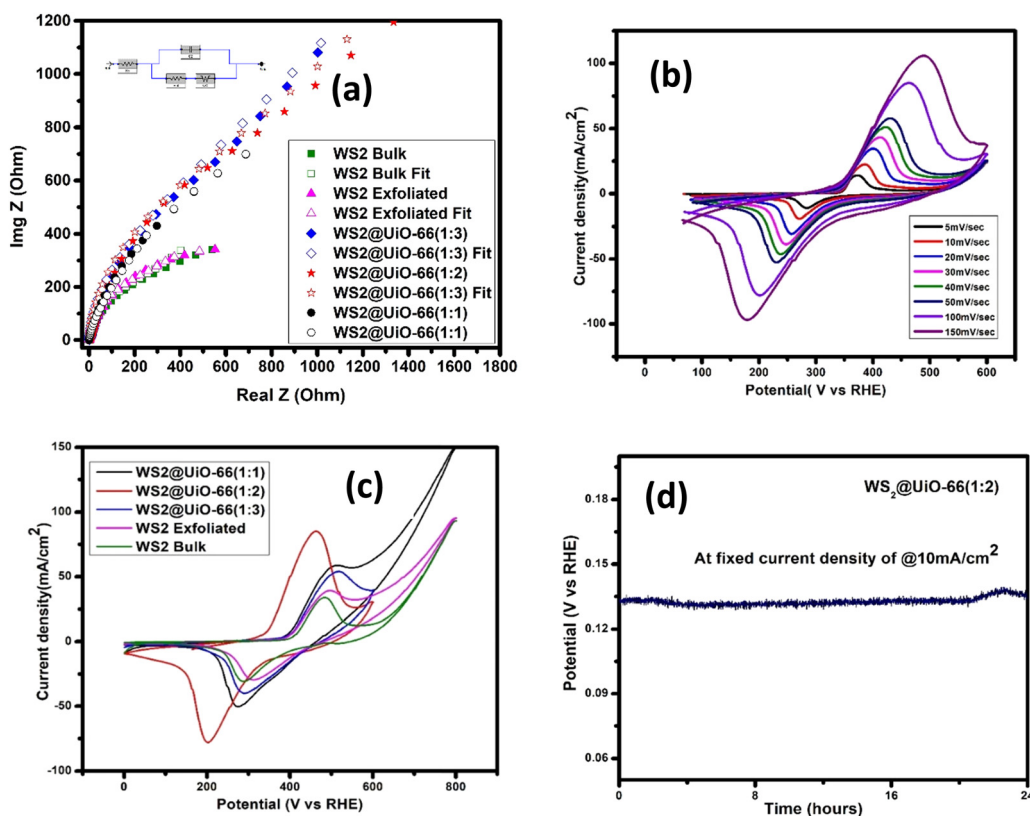 (a)
Img Z (Ohm)
1200
1000
800
600
400
200
0
WS2 Bulk
WS2 Bulk Fit
WS2 Exfoliated
WS2 Exfoliated Fit
WS2@UiO-66(1:3)
WS2@UiO-66(1:3) Fit
WS2@UiO-66(1:2)
WS2@UiO-66(1:3) Fit
WS2@UiO-66(1:1)
WS2@UiO-66(1:1)
0 200 400 600 800 1000 1200 1400 1600 1800
Real Z (Ohm)
(b)
Current density(mA/cm2)
100
50
0
-50
-100
5mV/sec
10mV/sec
20mV/sec
30mV/sec
40mV/sec
50mV/sec
100mV/sec
150mV/sec
0 100 200 300 400 500 600
Potential( V vs RHE)
(c)
Current density(mA/cm2)
150
100
50
0
-50
-100
WS2@UiO-66(1:1)
WS2@UiO-66(1:2)
WS2@UiO-66(1:3)
WS2 Exfoliated
WS2 Bulk
0 200 400 600 800
Potential (V vs RHE)
(d)
WS2@UiO-66(1:2)
At fixed current density of @10mA/cm2
Potential (V vs RHE)
0.18
0.15
0.13
0.09
0.06
0 8 16 24
Time (hours)